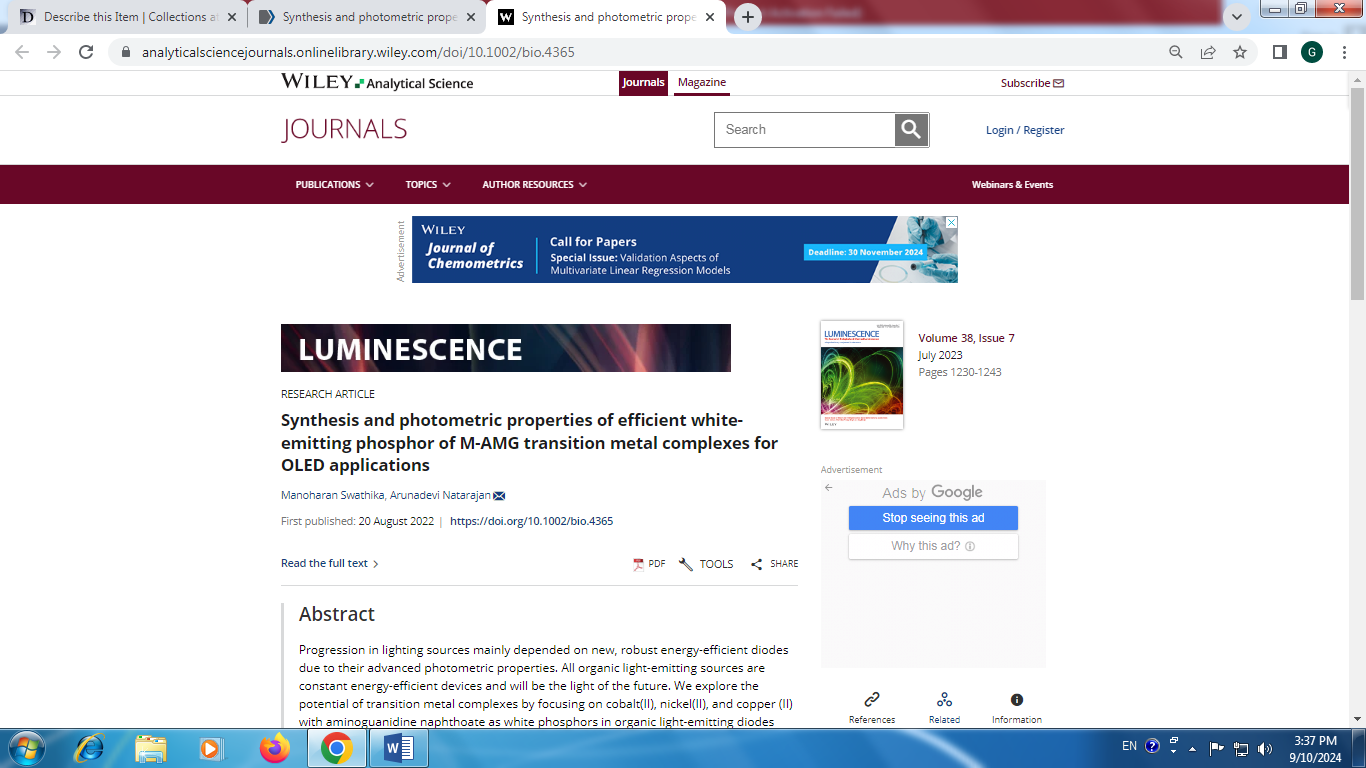 Describe this Item | Collections at
Synthesis and photometric prope
Synthesis and photometric prope
analyticalsciencejournals.onlinelibrary.wiley.com/doi/10.1002/bio.4365
G
WILEY Analytical Science
Journals
Magazine
Subscribe
JOURNALS
Search
Login / Register
PUBLICATIONS
TOPICS
AUTHOR RESOURCES
Webinars & Events
Advertisement
WILEY
Journal of
Chemometrics
Call for Papers
Special Issue: Validation Aspects of
Multivariate Linear Regression Models
Deadline: 30 November 2024
LUMINESCENCE
RESEARCH ARTICLE
Synthesis and photometric properties of efficient white-
emitting phosphor of M-AMG transition metal complexes for
OLED applications
Manoharan Swathika, Arunadevi Natarajan
First published: 20 August 2022 | https://doi.org/10.1002/bio.4365
Read the full text
PDF
TOOLS
SHARE
Abstract
Progression in lighting sources mainly depended on new, robust energy-efficient diodes
due to their advanced photometric properties. All organic light-emitting sources are
constant energy-efficient devices and will be the light of the future. We explore the
potential of transition metal complexes by focusing on cobalt(II), nickel(II), and copper (II)
with aminoguanidine naphthoate as white phosphors in organic light-emitting diodes
LUMINESCENCE
WILEY
Volume 38, Issue 7
July 2023
Pages 1230-1243
Advertisement
Ads by Google
Stop seeing this ad
Why this ad?
References
Related
Information
EN
3:37 PM
9/10/2024